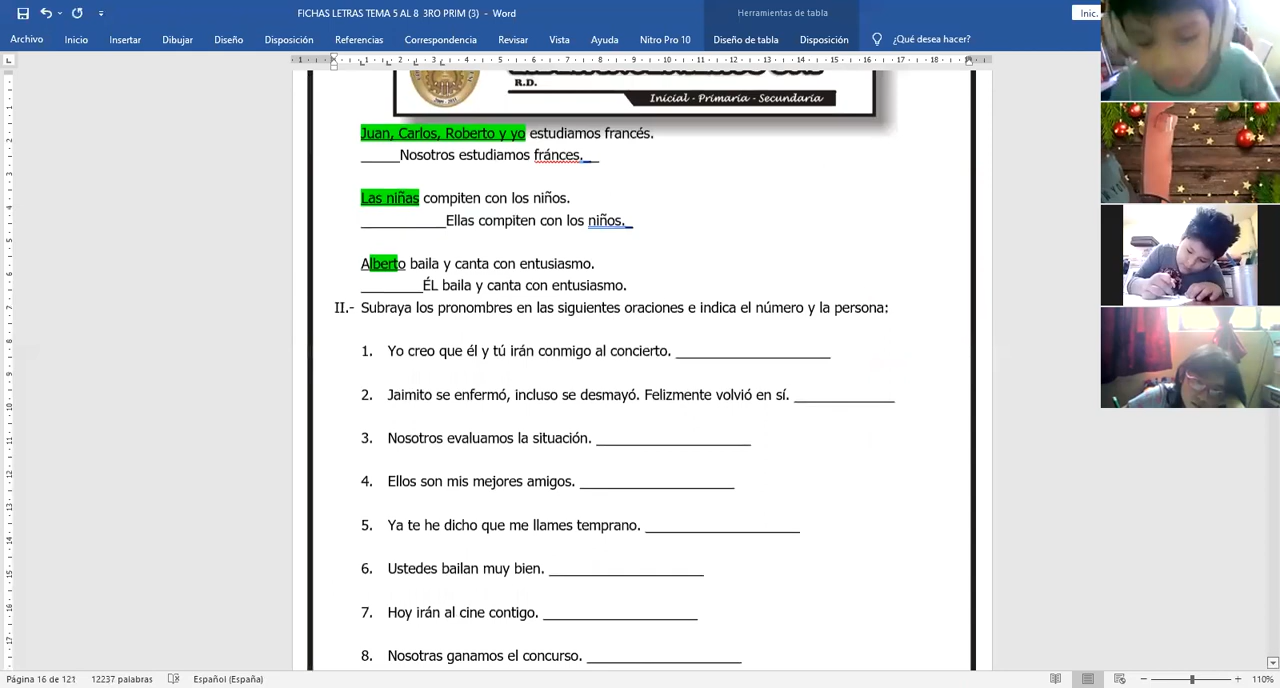 FICHAS LETRAS TEMA 5 AL 8 3RO PRIM (3) - Word
Herramientas de tabla
Inic.
Archivo Inicio Insertar Dibujar Diseño Disposición Referencias Correspondencia Revisar Vista Ayuda Nitro Pro 10 Diseño de tabla Disposición ¿Qué desea hacer?
R.D.
Inicial - Primaria - Secundaria
Juan, Carlos, Roberto y yo estudiamos francés.
_____Nosotros estudiamos fránces._ _
Las niñas compiten con los niños.
___________Ellas compiten con los niños._
Alberto baila y canta con entusiasmo.
________ÉL baila y canta con entusiasmo.
II.- Subraya los pronombres en las siguientes oraciones e indica el número y la persona:
1. Yo creo que él y tú irán conmigo al concierto. ____________________
2. Jaimito se enfermó, incluso se desmayó. Felizmente volvió en sí. _____________
3. Nosotros evaluamos la situación. ____________________
4. Ellos son mis mejores amigos. ____________________
5. Ya te he dicho que me llames temprano. ____________________
6. Ustedes bailan muy bien. ____________________
7. Hoy irán al cine contigo. ____________________
8. Nosotras ganamos el concurso. ____________________
Página 16 de 121 12237 palabras Español (España) 110%